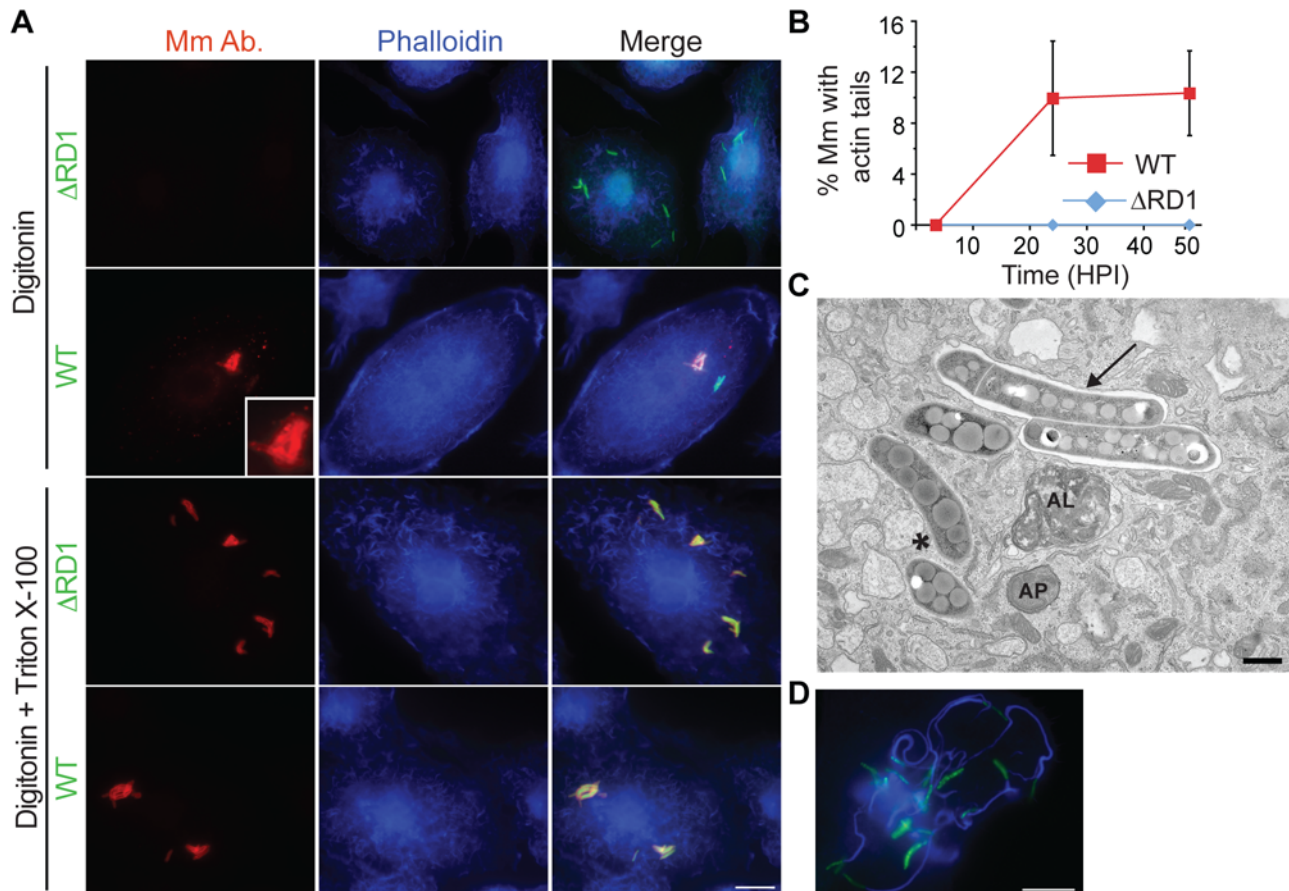 A
Mm Ab.
Phalloidin
Merge
Digitonin
ΔRD1
WT
Digitonin + Triton X-100
ΔRD1
WT
B
% Mm with
actin tails
16
12
8
4
0
10
20
30
40
50
Time (HPI)
WT
ΔRD1
C
AL
*
AP
D